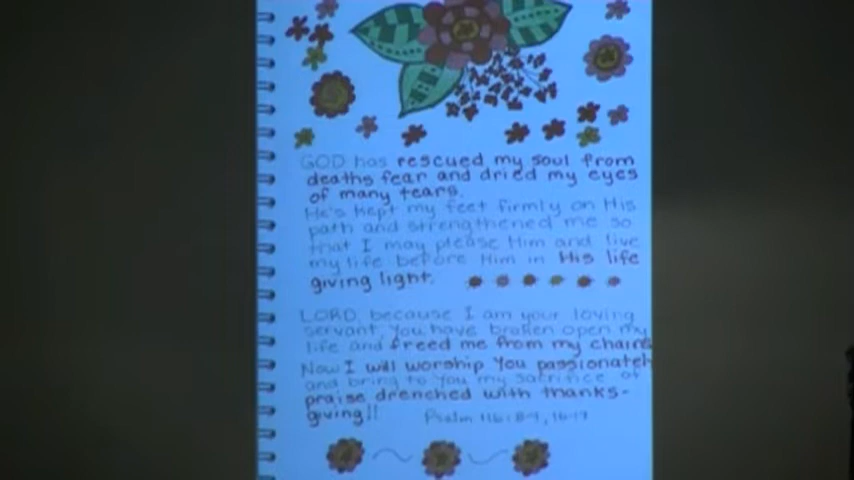 GOD has rescued my soul from
deaths fear and dried my eyes
of many tears.
He's kept my feet firmly on His
path and strengthened me so
that I may please Him and live
my life before Him in His life
giving light.
LORD, because I am your loving
servant, You have broken open my
life and freed me from my chains
Now I will worship You passionately
and bring to You my sacrifice of
praise drenched with thanks-
giving!!
Psalm 116:8-9, 16-17